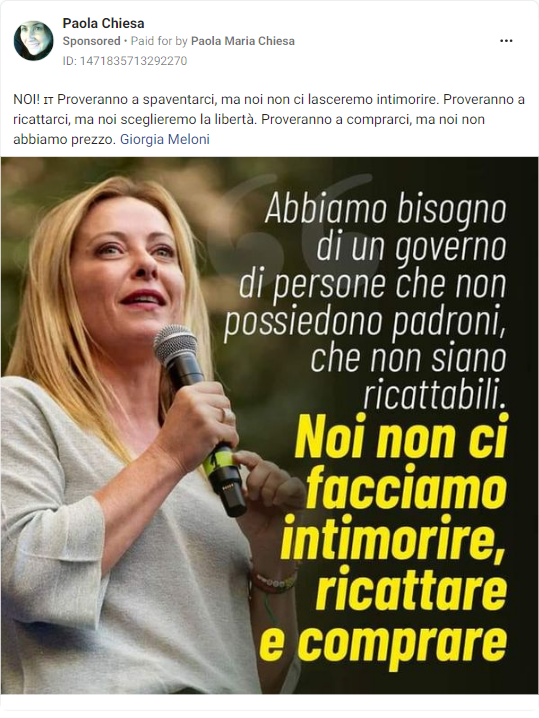 Paola Chiesa
Sponsored • Paid for by Paola Maria Chiesa
ID: 1471835713292270
NOI! ɪᴛ Proveranno a spaventarci, ma noi non ci lasceremo intimorire. Proveranno a
ricattarci, ma noi sceglieremo la libertà. Proveranno a comprarci, ma noi non
abbiamo prezzo. Giorgia Meloni
Abbiamo bisogno
di un governo
di persone che non
possiedono padroni,
che non siano
ricattabili.
Noi non ci
facciamo
intimorire,
ricattare
e comprare